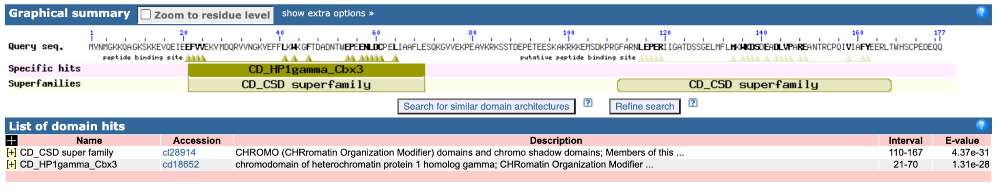 Graphical summary Zoom to residue level show extra options » ?
1 20 40 60 80 100 120 140 160 177
Query seq. MVNMGKKQAGKSKKEVQEIEEFVVEKVMDQRVVNGKVEFFLKWKGFTDADNTWEPEENLDCPELIAAFLESQKGVVEKPEAVKRKSSTDEPETEESKAKRKKEMSDKPRGFARNLEPERIIGATDSSGELMFLMKWKDSDEADLVPAREANTRCPQIVIAFYEERLTWHSCPEDEQQ
peptide binding site putative peptide binding site
Specific hits CD_HP1gamma_Cbx3
Superfamilies CD_CSD superfamily CD_CSD superfamily
Search for similar domain architectures ? Refine search ?
List of domain hits ?
+ Name Accession Description Interval E-value
[+] CD_CSD super family cl28914 CHROMO (CHRromatin Organization Modifier) domains and chromo shadow domains; Members of this ... 110-167 4.37e-31
[+] CD_HP1gamma_Cbx3 cd18652 chromodomain of heterochromatin protein 1 homolog gamma; CHRomatin Organization Modifier ... 21-70 1.31e-28